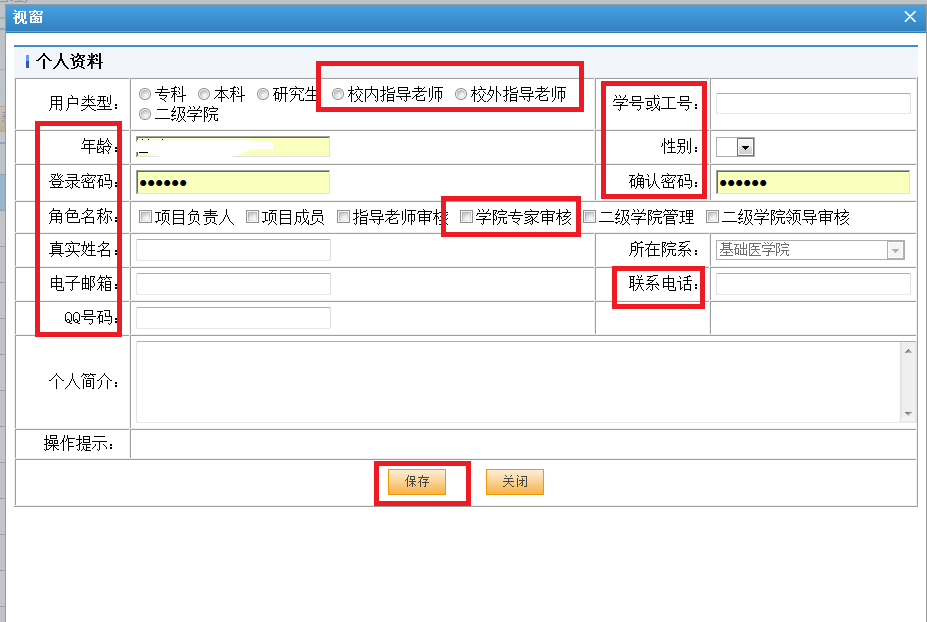 视窗
个人资料
用户类型： 专科 本科 研究生 校内指导老师 校外指导老师 学号或工号：
二级学院
年龄： 性别：
登录密码： ●●●●●● 确认密码： ●●●●●●
角色名称： 项目负责人 项目成员 指导老师审核 学院专家审核 二级学院管理 二级学院领导审核
真实姓名： 所在院系： 基础医学院
电子邮箱： 联系电话：
QQ号码：
个人简介：
操作提示：
保存 关闭